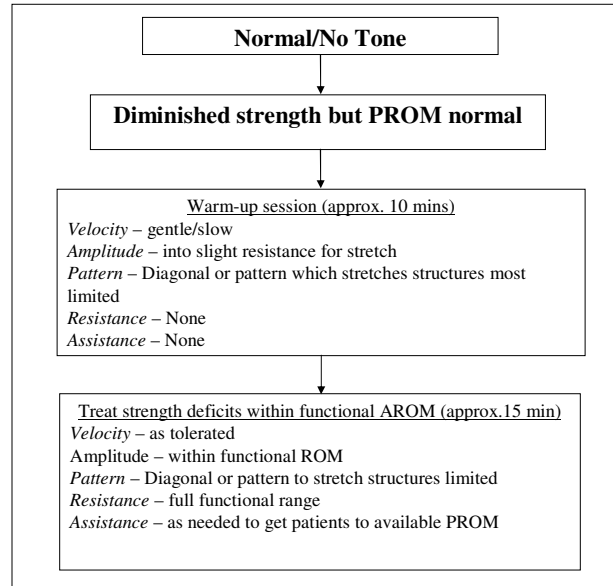 Normal/No Tone
Diminished strength but PROM normal
Warm-up session (approx. 10 mins)
Velocity – gentle/slow
Amplitude – into slight resistance for stretch
Pattern – Diagonal or pattern which stretches structures most
limited
Resistance – None
Assistance – None
Treat strength deficits within functional AROM (approx.15 min)
Velocity – as tolerated
Amplitude – within functional ROM
Pattern – Diagonal or pattern to stretch structures limited
Resistance – full functional range
Assistance – as needed to get patients to available PROM